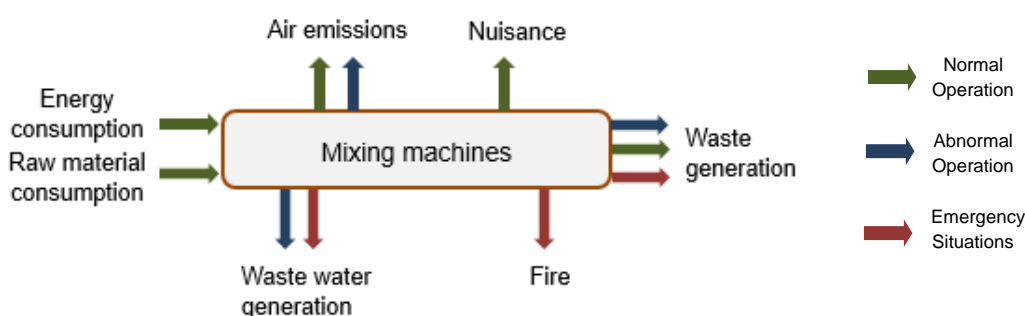 Air emissions
Nuisance
Normal
Operation
Energy
consumption
Raw material
consumption
Mixing machines
Waste
generation
Abnormal
Operation
Emergency
Situations
Waste water
generation
Fire